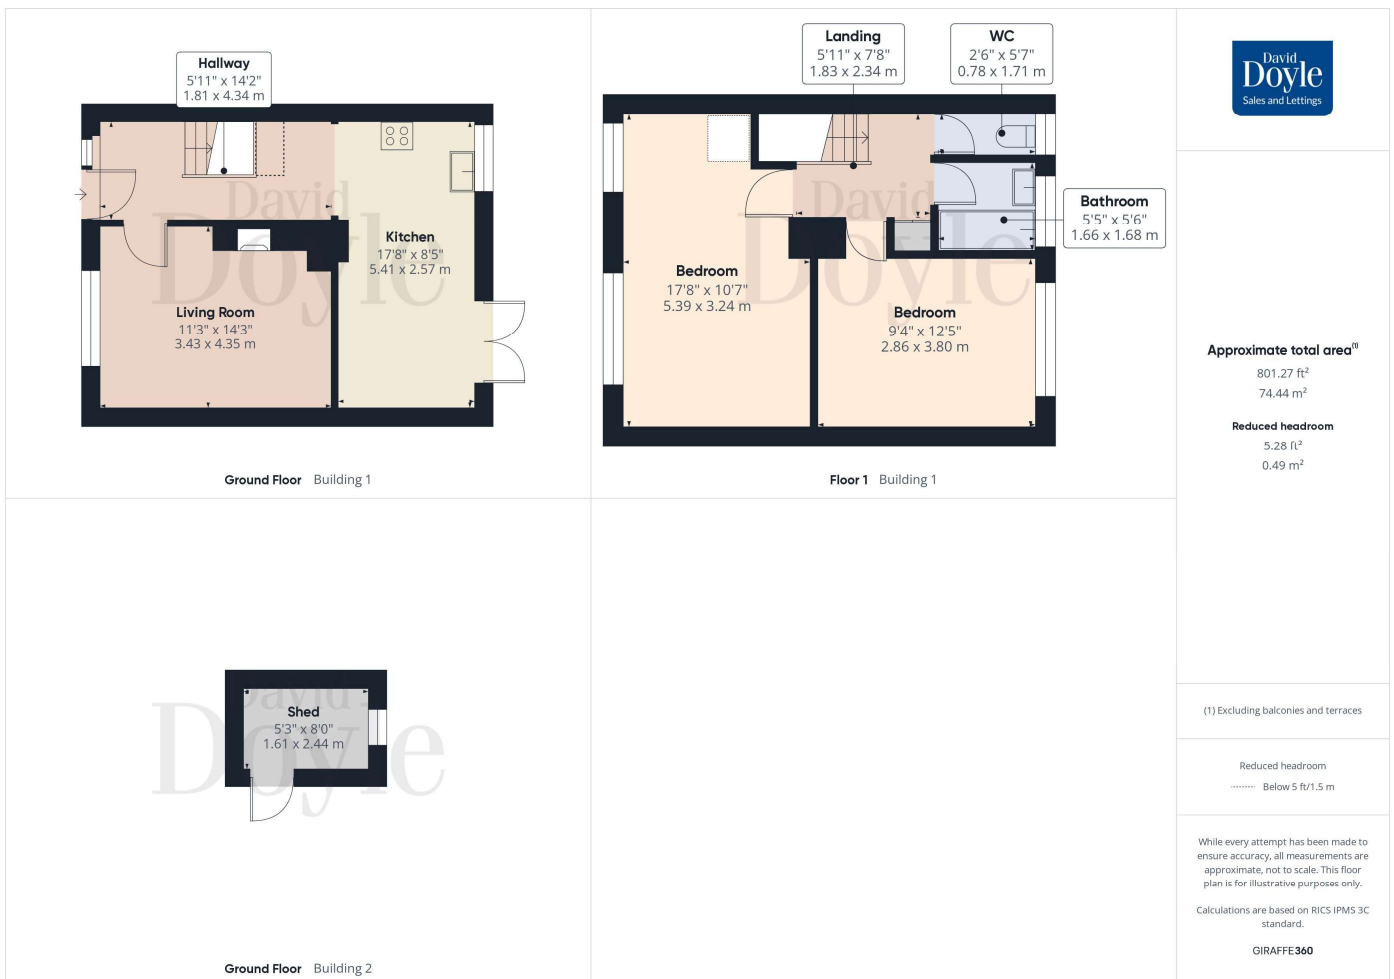 Hallway
5'11" x 14'2"
1.81 x 4.34 m
Kitchen
17'8" x 8'5"
5.41 x 2.57 m
Living Room
11'3" x 14'3"
3.43 x 4.35 m
David
Doyle
Ground Floor Building 1
Landing
5'11" x 7'8"
1.83 x 2.34 m
WC
2'6" x 5'7"
0.78 x 1.71 m
Bathroom
5'5" x 5'6"
1.66 x 1.68 m
Bedroom
17'8" x 10'7"
5.39 x 3.24 m
Bedroom
9'4" x 12'5"
2.86 x 3.80 m
David
Doyle
Floor 1 Building 1
Shed
5'3" x 8'0"
1.61 x 2.44 m
David
Doyle
Ground Floor Building 2
David
Doyle
Sales and Lettings
Approximate total area(1)
801.27 ft²
74.44 m²
Reduced headroom
5.28 ft²
0.49 m²
(1) Excluding balconies and terraces
Reduced headroom
Below 5 ft/1.5 m
While every attempt has been made to
ensure accuracy, all measurements are
approximate, not to scale. This floor
plan is for illustrative purposes only.
Calculations are based on RICS IPMS 3C
standard.
GIRAFFE360